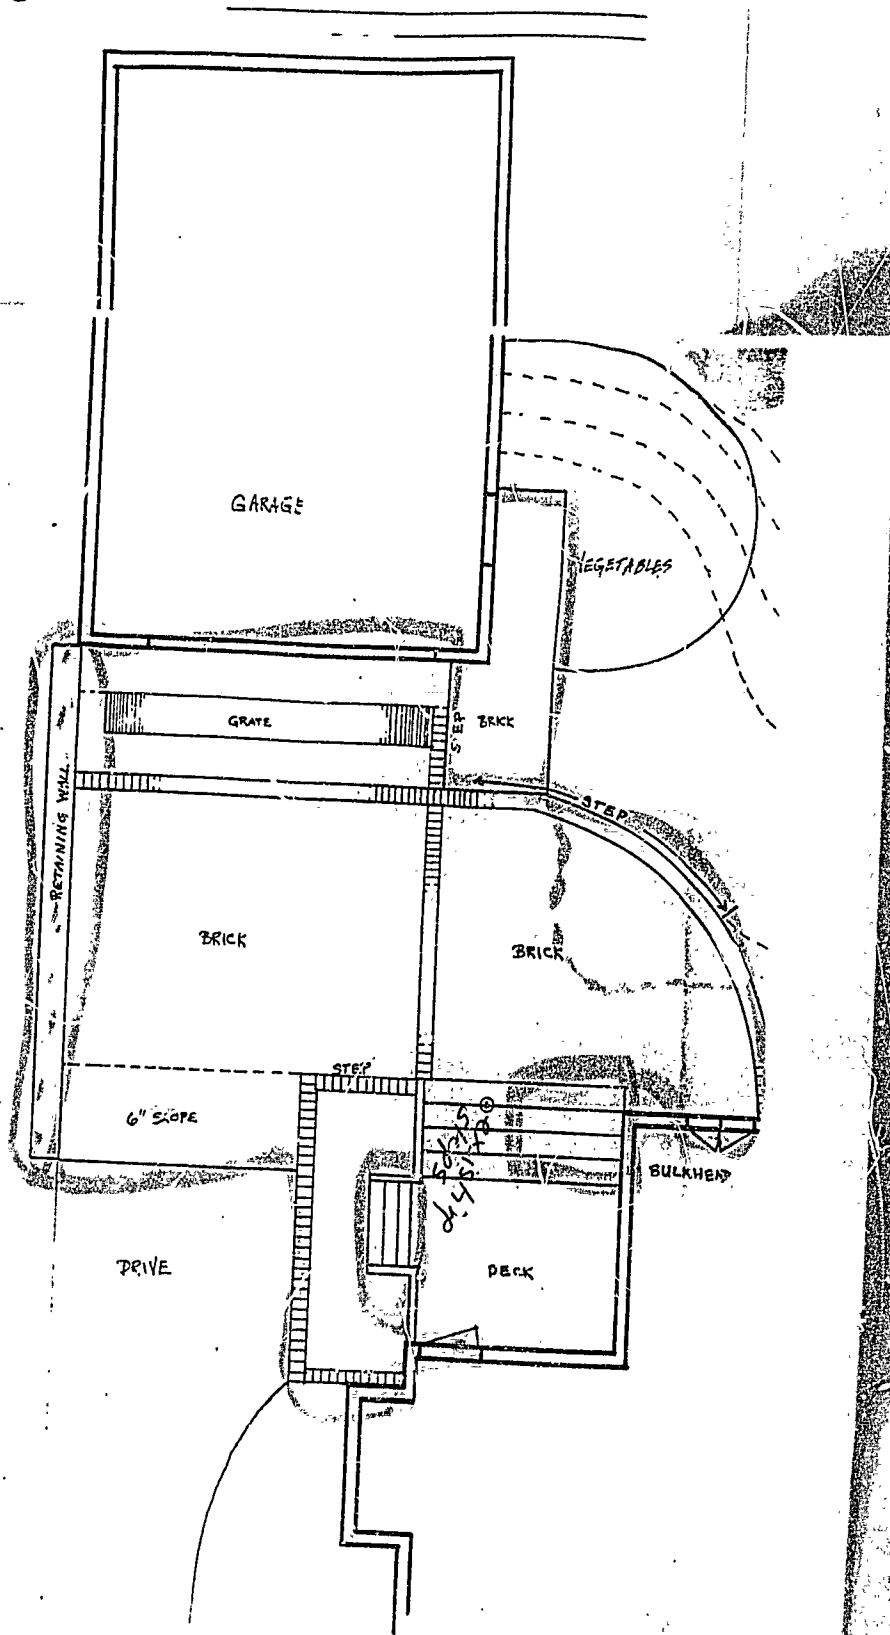 GARAGE
VEGETABLES
GRATE
STEP
BRICK
STEP
RETAINING WALL
BRICK
BRICK
STEP
6" SLOPE
BULKHEAD
DRIVE
DECK